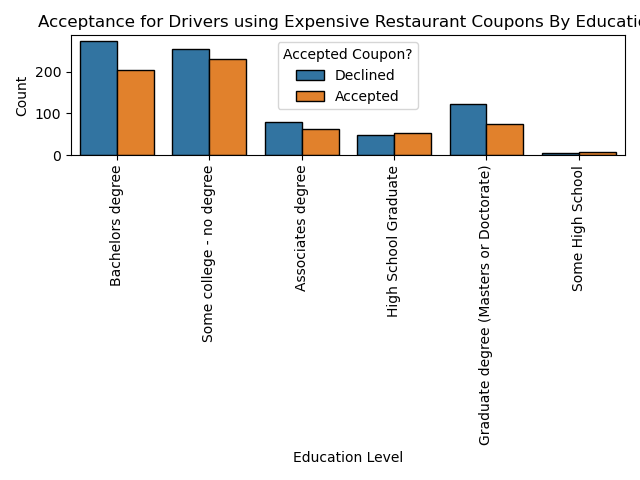 Acceptance for Drivers using Expensive Restaurant Coupons By Educatio
Accepted Coupon?
Declined
Accepted
Count
200
100
0
Bachelors degree
Some college - no degree
Associates degree
High School Graduate
Graduate degree (Masters or Doctorate)
Some High School
Education Level